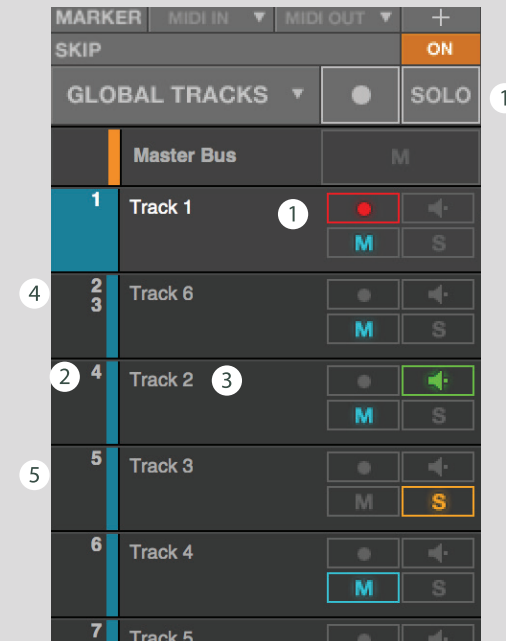 MARKER MIDI IN ▼ MIDI OUT ▼ +
SKIP ON
GLOBAL TRACKS ▼ SOLO 1
Master Bus M
1 Track 1 1
M S
4 2 Track 6
3
M S
2 4 Track 2 3
M S
5 Track 3
5 M S
6 Track 4
M S
7 Track 5